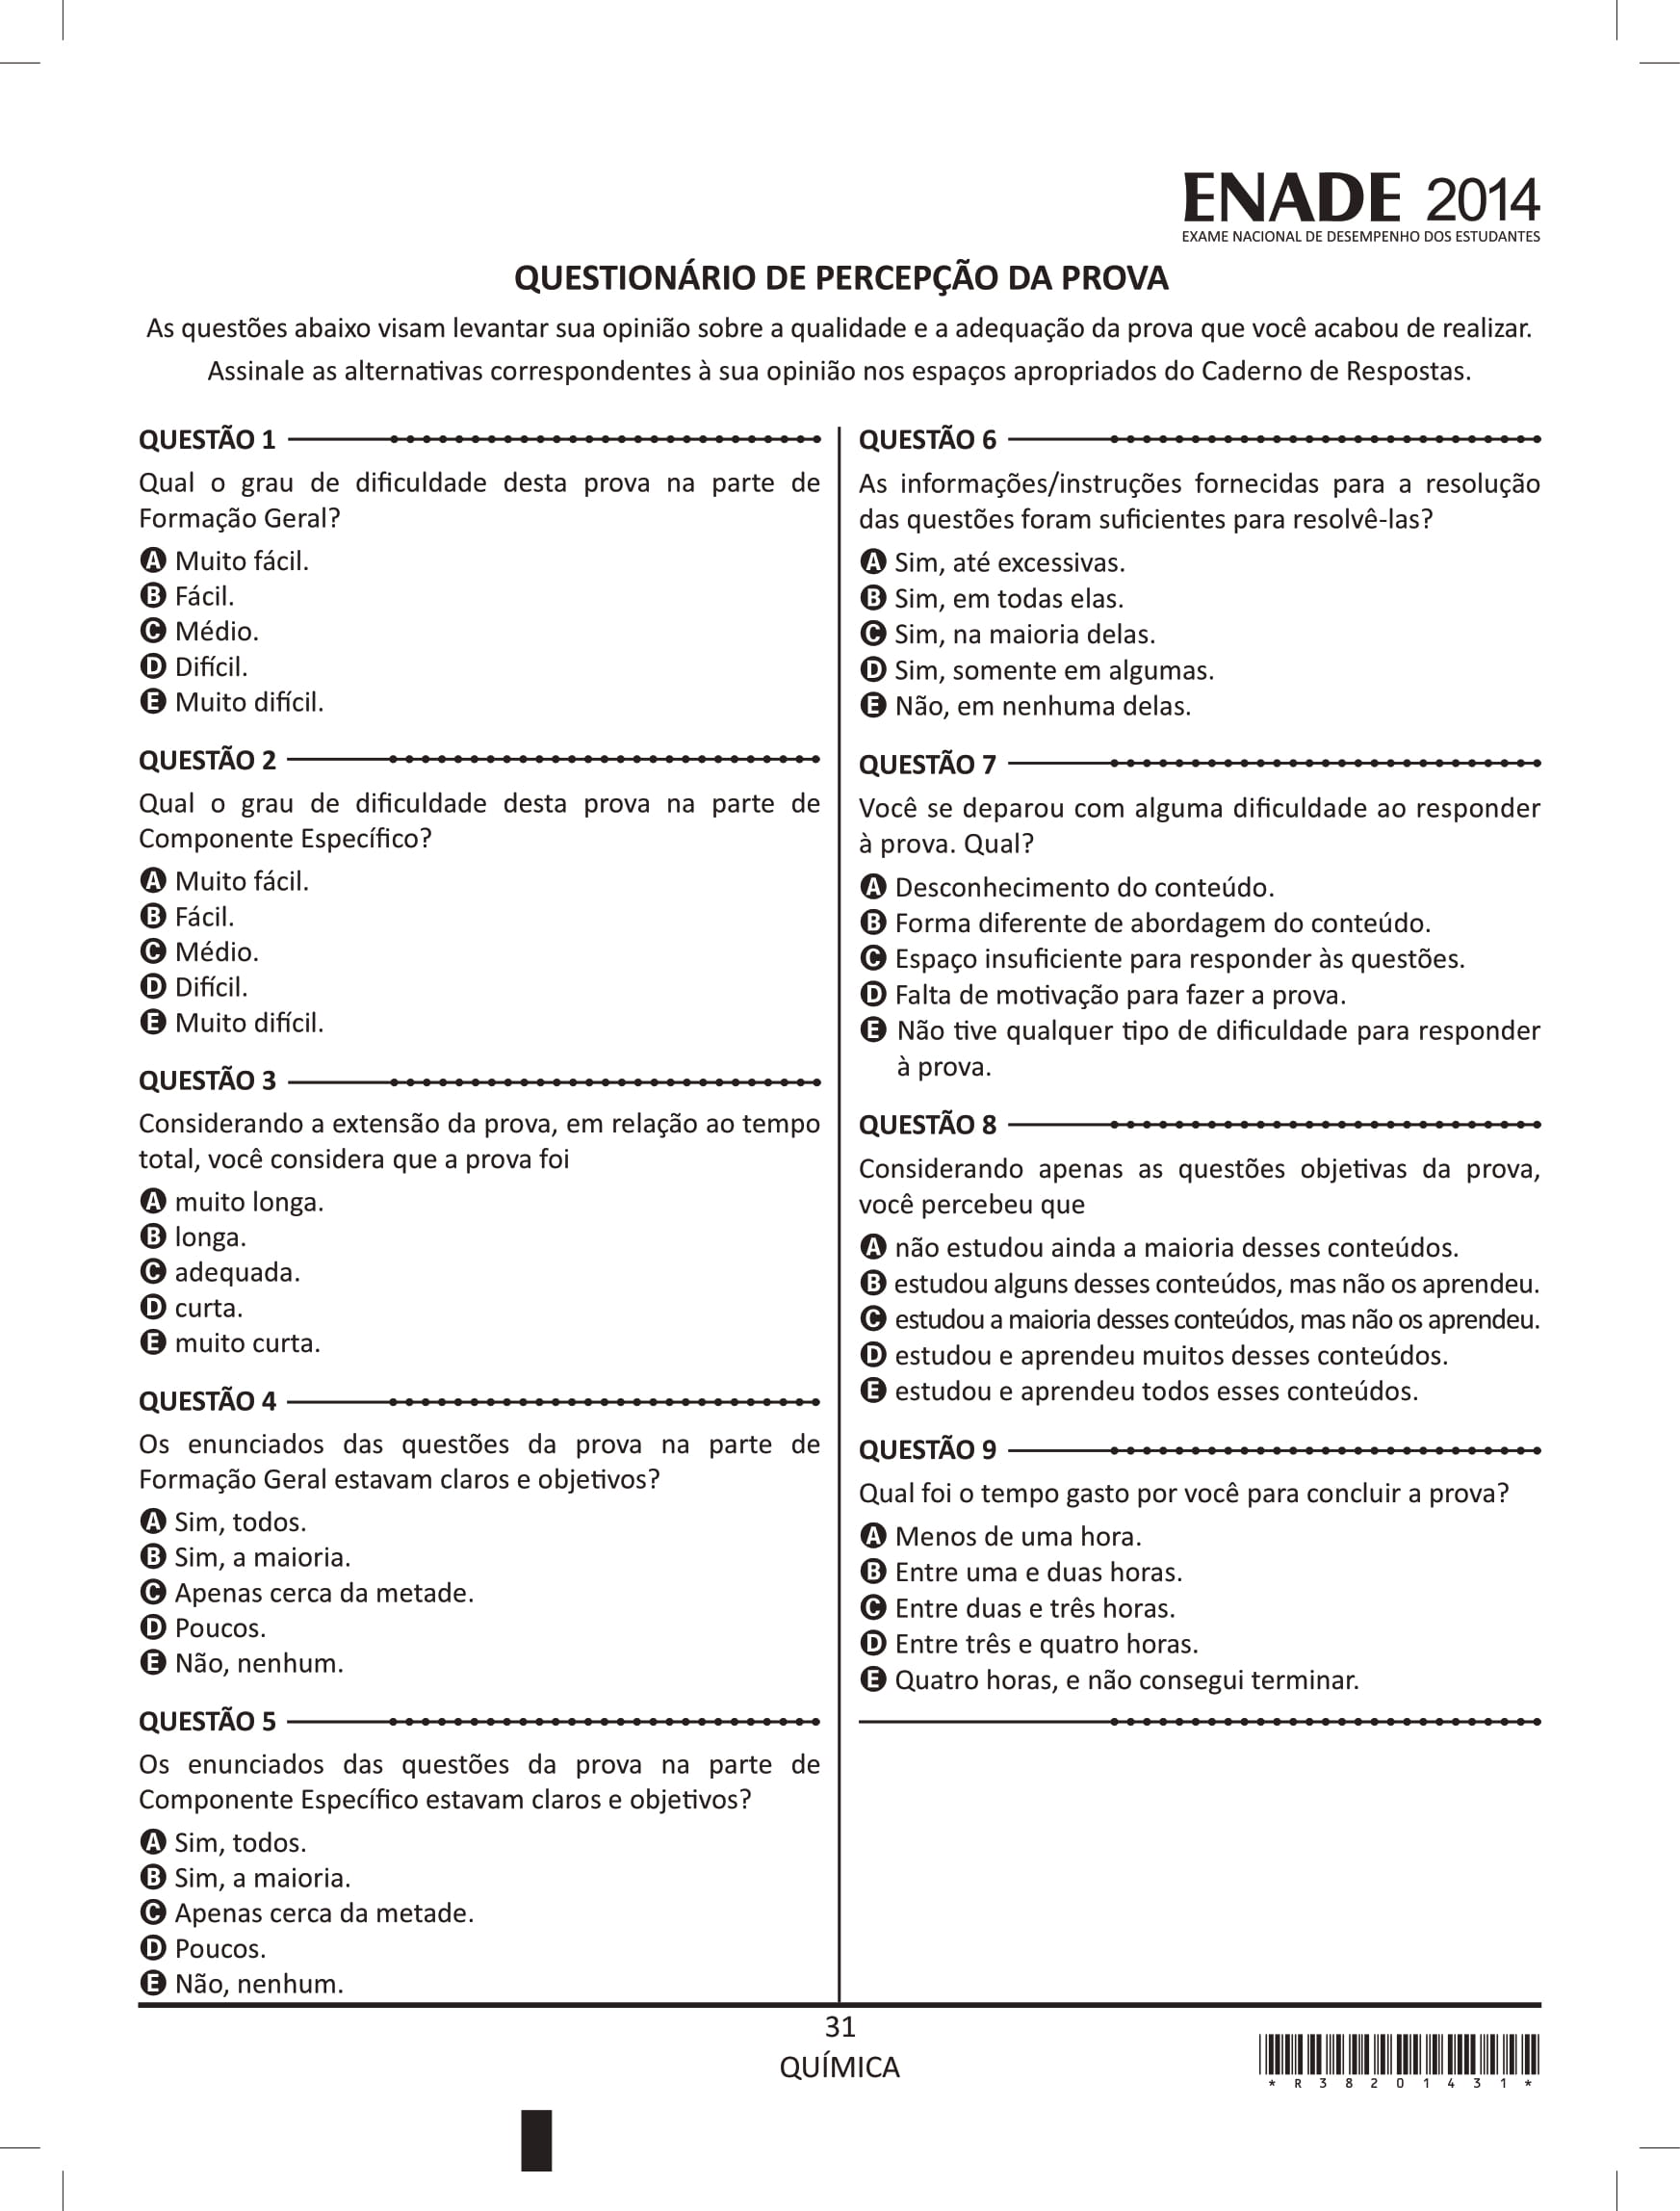 ENADE 2014
EXAME NACIONAL DE DESEMPENHO DOS ESTUDANTES
QUESTIONÁRIO DE PERCEPÇÃO DA PROVA
As questões abaixo visam levantar sua opinião sobre a qualidade e a adequação da prova que você acabou de realizar.
Assinale as alternativas correspondentes à sua opinião nos espaços apropriados do Caderno de Respostas.
QUESTÃO 1
Qual o grau de dificuldade desta prova na parte de
Formação Geral?
A Muito fácil.
B Fácil.
C Médio.
D Difícil.
E Muito difícil.
QUESTÃO 2
Qual o grau de dificuldade desta prova na parte de
Componente Específico?
A Muito fácil.
B Fácil.
C Médio.
D Difícil.
E Muito difícil.
QUESTÃO 3
Considerando a extensão da prova, em relação ao tempo
total, você considera que a prova foi
A muito longa.
B longa.
C adequada.
D curta.
E muito curta.
QUESTÃO 4
Os enunciados das questões da prova na parte de
Formação Geral estavam claros e objetivos?
A Sim, todos.
B Sim, a maioria.
C Apenas cerca da metade.
D Poucos.
E Não, nenhum.
QUESTÃO 5
Os enunciados das questões da prova na parte de
Componente Específico estavam claros e objetivos?
A Sim, todos.
B Sim, a maioria.
C Apenas cerca da metade.
D Poucos.
E Não, nenhum.
QUESTÃO 6
As informações/instruções fornecidas para a resolução
das questões foram suficientes para resolvê-las?
A Sim, até excessivas.
B Sim, em todas elas.
C Sim, na maioria delas.
D Sim, somente em algumas.
E Não, em nenhuma delas.
QUESTÃO 7
Você se deparou com alguma dificuldade ao responder
à prova. Qual?
A Desconhecimento do conteúdo.
B Forma diferente de abordagem do conteúdo.
C Espaço insuficiente para responder às questões.
D Falta de motivação para fazer a prova.
E Não tive qualquer tipo de dificuldade para responder
à prova.
QUESTÃO 8
Considerando apenas as questões objetivas da prova,
você percebeu que
A não estudou ainda a maioria desses conteúdos.
B estudou alguns desses conteúdos, mas não os aprendeu.
C estudou a maioria desses conteúdos, mas não os aprendeu.
D estudou e aprendeu muitos desses conteúdos.
E estudou e aprendeu todos esses conteúdos.
QUESTÃO 9
Qual foi o tempo gasto por você para concluir a prova?
A Menos de uma hora.
B Entre uma e duas horas.
C Entre duas e três horas.
D Entre três e quatro horas.
E Quatro horas, e não consegui terminar.
31
QUÍMICA
* R 3 8 2 0 1 4 3 1 *